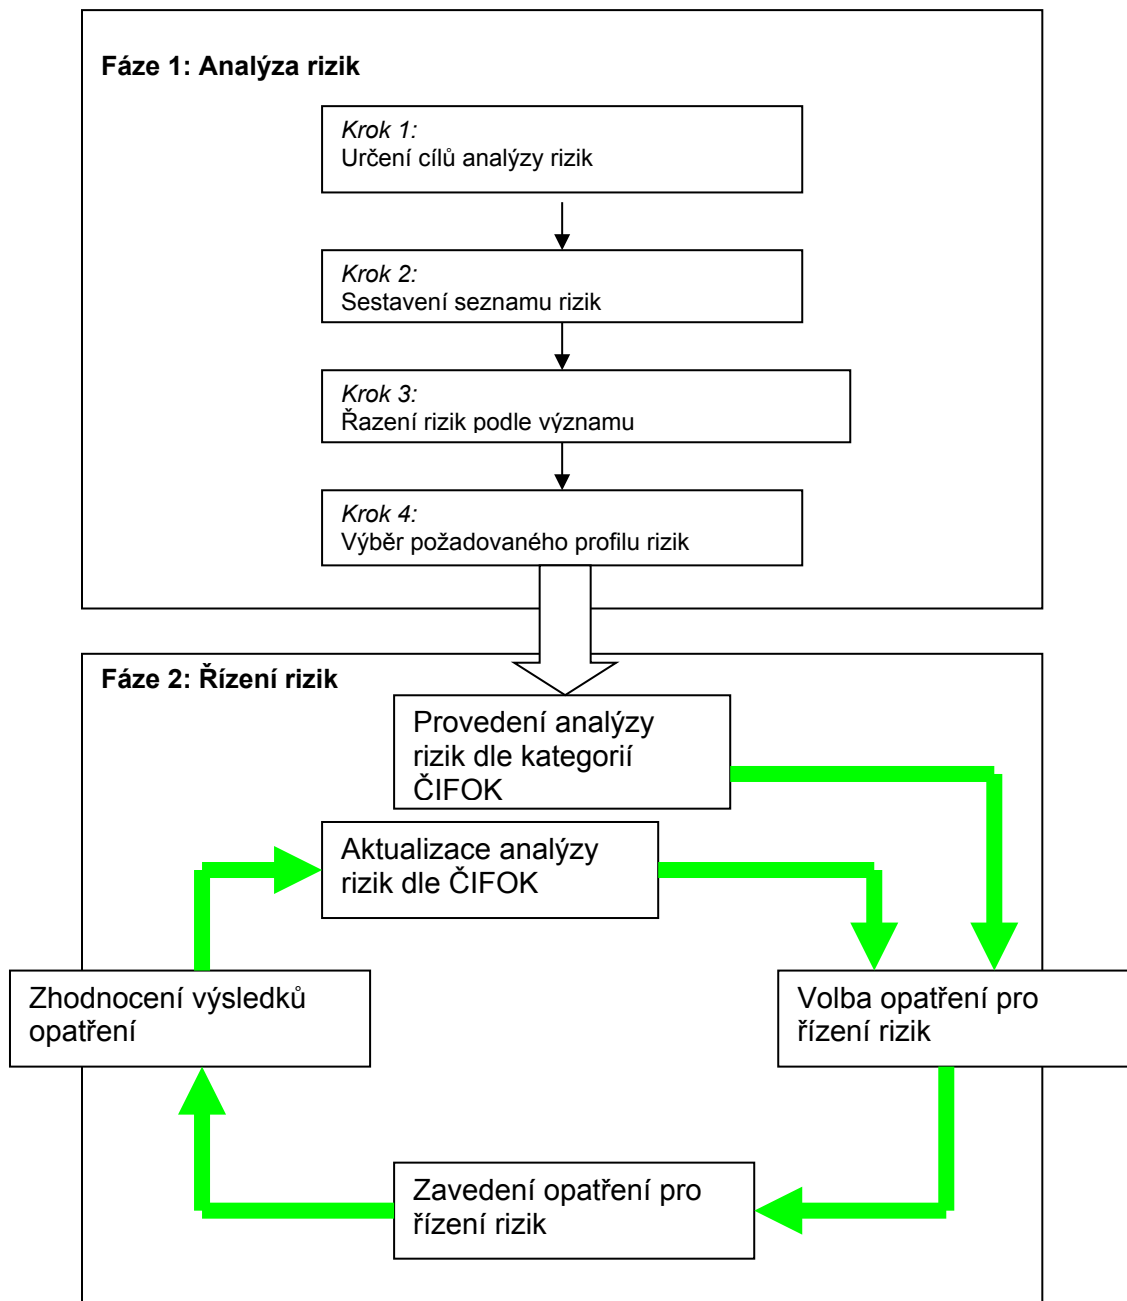 Fáze 1: Analýza rizik
Krok 1:
Určení cílů analýzy rizik
Krok 2:
Sestavení seznamu rizik
Krok 3:
Řazení rizik podle významu
Krok 4:
Výběr požadovaného profilu rizik
Fáze 2: Řízení rizik
Provedení analýzy
rizik dle kategorií
ČIFOK
Aktualizace analýzy
rizik dle ČIFOK
Zhodnocení výsledků
opatření
Volba opatření pro
řízení rizik
Zavedení opatření pro
řízení rizik